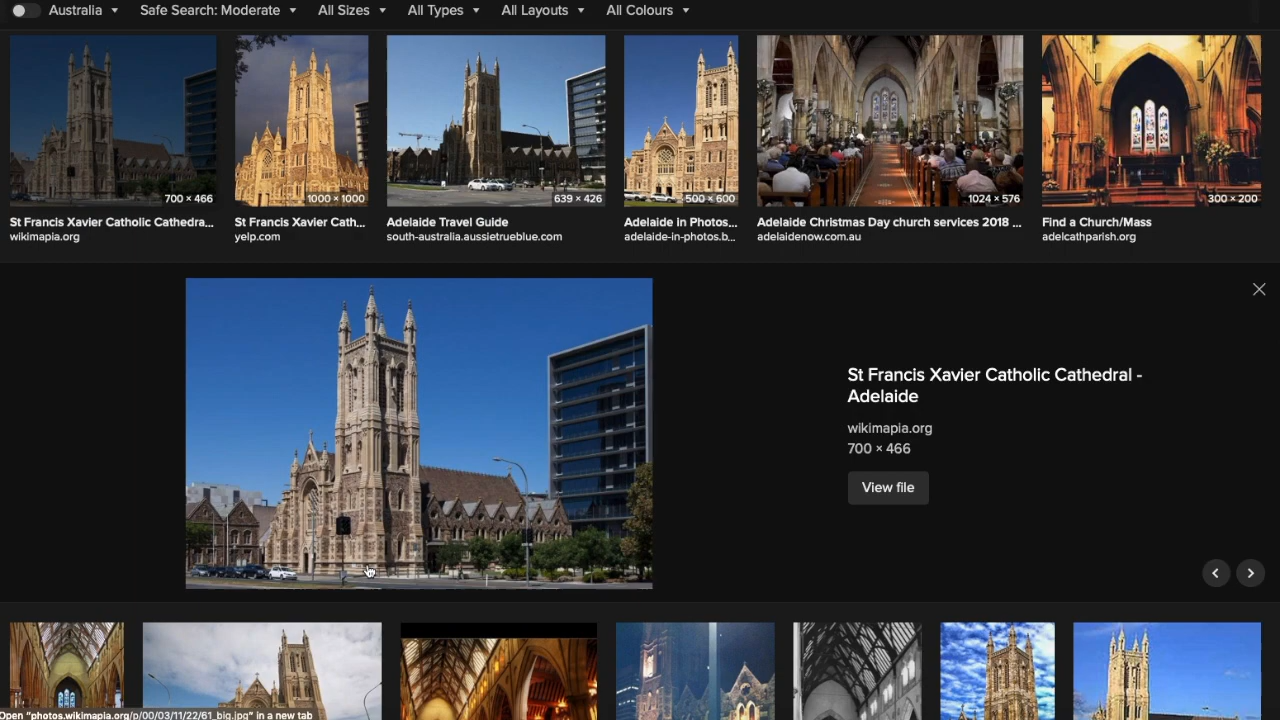 Australia Safe Search: Moderate All Sizes All Types All Layouts All Colours
700 × 466 1000 × 1000 639 × 426 500 × 600 1024 × 576 300 × 200
St Francis Xavier Catholic Cathedra... St Francis Xavier Cath... Adelaide Travel Guide Adelaide in Photos... Adelaide Christmas Day church services 2018 ... Find a Church/Mass
wikimapia.org yelp.com south-australia.aussietrueblue.com adelaide-in-photos.b... adelaidenow.com.au adelcathparish.org
St Francis Xavier Catholic Cathedral -
Adelaide
wikimapia.org
700 × 466
View file
Open "photos.wikimapia.org/p/00/03/11/22/61_big.jpg" in a new tab